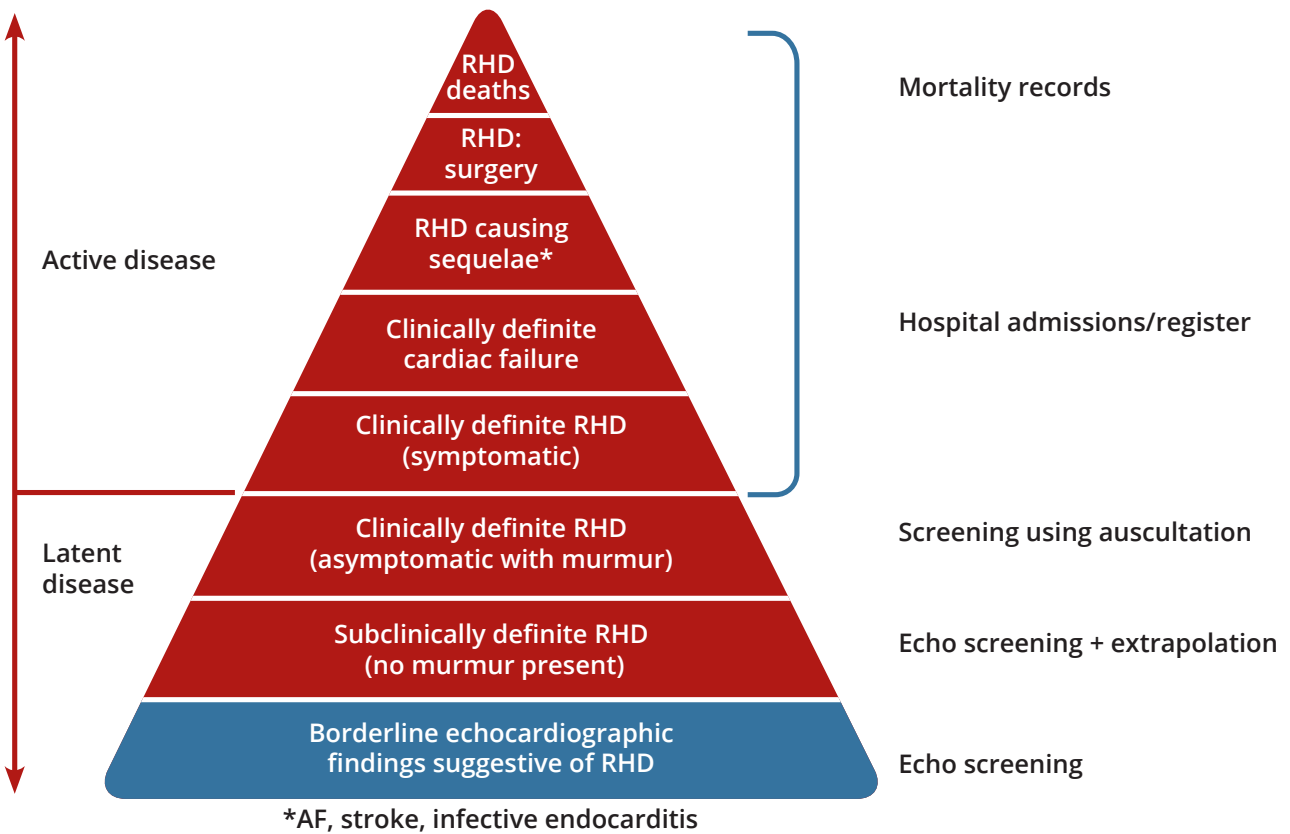 RHD
deaths
Mortality records
RHD:
surgery
RHD causing
sequelae*
Active disease
Clinically definite
cardiac failure
Hospital admissions/register
Clinically definite RHD
(symptomatic)
Clinically definite RHD
(asymptomatic with murmur)
Screening using auscultation
Latent
disease
Subclinically definite RHD
(no murmur present)
Echo screening + extrapolation
Borderline echocardiographic
findings suggestive of RHD
Echo screening
*AF, stroke, infective endocarditis